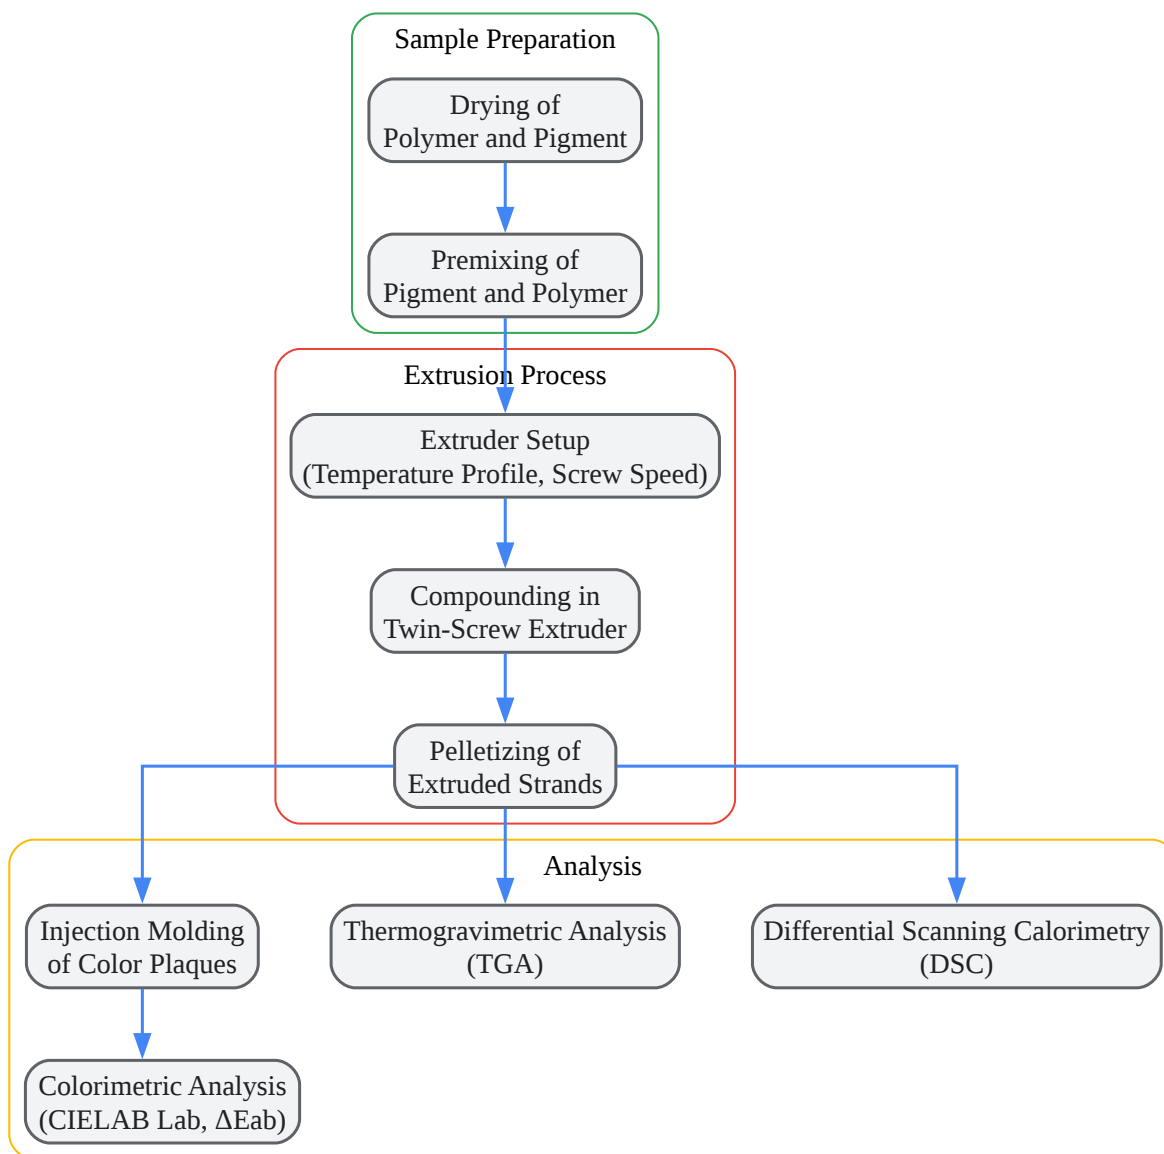 Sample Preparation
Drying of
Polymer and Pigment
Premixing of
Pigment and Polymer
Extrusion Process
Extruder Setup
(Temperature Profile, Screw Speed)
Compounding in
Twin-Screw Extruder
Pelletizing of
Extruded Strands
Analysis
Injection Molding
of Color Plaques
Thermogravimetric Analysis
(TGA)
Differential Scanning Calorimetry
(DSC)
Colorimetric Analysis
(CIELAB Lab, ΔEab)